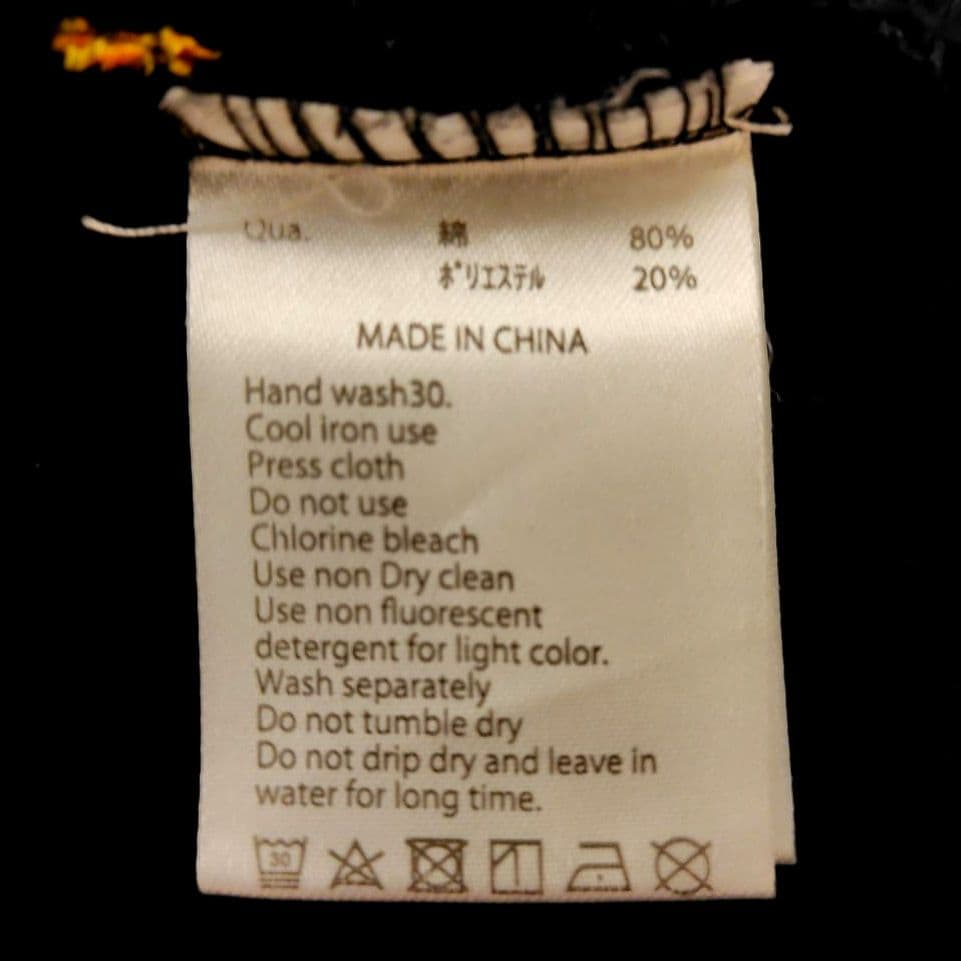 Qua. 綿 80%
ポリエステル 20%
MADE IN CHINA
Hand wash30.
Cool iron use
Press cloth
Do not use
Chlorine bleach
Use non Dry clean
Use non fluorescent
detergent for light color.
Wash separately
Do not tumble dry
Do not drip dry and leave in
water for long time.
30